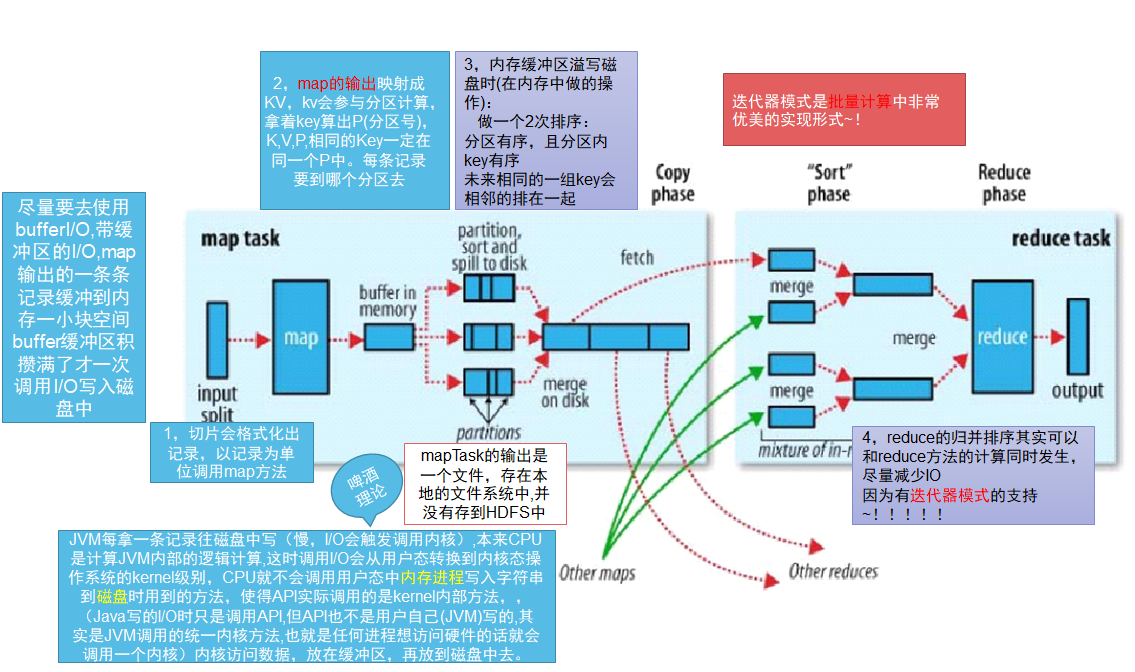 2，map的输出映射成
KV，kv会参与分区计算，
拿着key算出P(分区号)，
K,V,P,相同的Key一定在
同一个P中。每条记录
要到哪个分区去
3，内存缓冲区溢写磁
盘时(在内存中做的操
作)：
做一个2次排序：
分区有序，且分区内
key有序
未来相同的一组key会
相邻的排在一起
迭代器模式是批量计算中非常
优美的实现形式~！
尽量要去使用
bufferI/O,带缓
冲区的I/O,map
输出的一条条
记录缓冲到内
存一小块空间
buffer缓冲区积
攒满了才一次
调用I/O写入磁
盘中
Copy
phase
"Sort"
phase
Reduce
phase
map task
partition,
sort and
spill to disk
fetch
reduce task
buffer in
memory
merge
map
merge
reduce
input
split
merge
on disk
merge
output
partitions
mixture of in-
1，切片会格式化出
记录，以记录为单
位调用map方法
mapTask的输出是
一个文件，存在本
地的文件系统中,并
没有存到HDFS中
4，reduce的归并排序其实可以
和reduce方法的计算同时发生，
尽量减少IO
因为有迭代器模式的支持
~！！！！！
啤酒
理论
JVM每拿一条记录往磁盘中写（慢，I/O会触发调用内核）,本来CPU
是计算JVM内部的逻辑计算,这时调用I/O会从用户态转换到内核态操
作系统的kernel级别，CPU就不会调用用户态中内存进程写入字符串
到磁盘时用到的方法，使得API实际调用的是kernel内部方法，，
（Java写的I/O时只是调用API,但API也不是用户自己(JVM)写的,其
实是JVM调用的统一内核方法,也就是任何进程想访问硬件的话就会
调用一个内核）内核访问数据，放在缓冲区，再放到磁盘中去。
Other maps
Other reduces